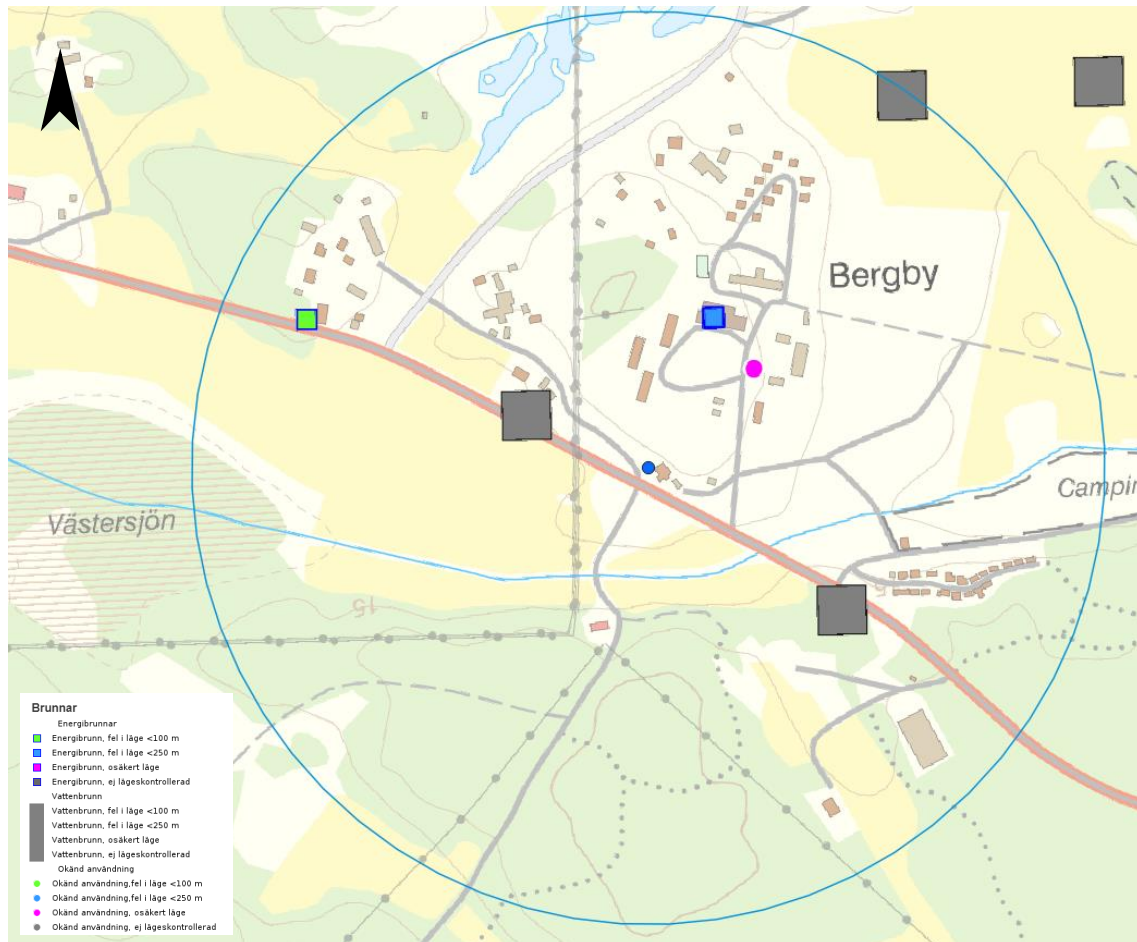 Bergby
Campin
Västersjön
15
5
Brunnar
Energibrunnar
Energibrunn, fel i läge <100 m
Energibrunn, fel i läge <250 m
Energibrunn, osäkert läge
Energibrunn, ej lägeskontrollerad
Vattenbrunn
Vattenbrunn, fel i läge <100 m
Vattenbrunn, fel i läge <250 m
Vattenbrunn, osäkert läge
Vattenbrunn, ej lägeskontrollerad
Okänd användning
Okänd användning,fel i läge <100 m
Okänd användning,fel i läge <250 m
Okänd användning, osäkert läge
Okänd användning, ej lägeskontrollerad